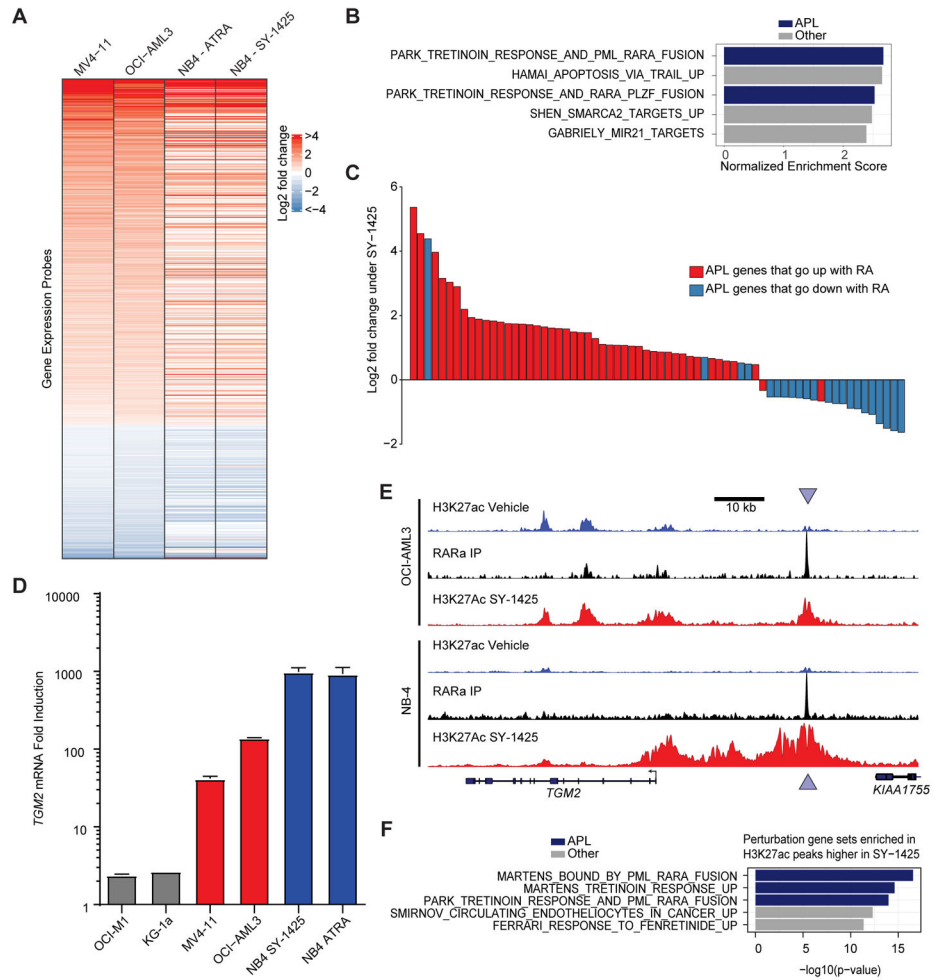 A
MV4-11
OCI-AML3
NB4 - ATRA
NB4 - SY-1425
Gene Expression Probes
>4
2
0
−2
<−4
Log2 fold change
B
APL
Other
PARK_TRETINOIN_RESPONSE_AND_PML_RARA_FUSION
HAMAI_APOPTOSIS_VIA_TRAIL_UP
PARK_TRETINOIN_RESPONSE_AND_RARA_PLZF_FUSION
SHEN_SMARCA2_TARGETS_UP
GABRIELY_MIR21_TARGETS
0 1 2
Normalized Enrichment Score
C
6
4
2
0
−2
Log2 fold change under SY−1425
APL genes that go up with RA
APL genes that go down with RA
D
10000
1000
100
10
1
TGM2 mRNA Fold Induction
OCI-M1
KG-1a
MV4-11
OCI-AML3
NB4 SY-1425
NB4 ATRA
E
10 kb
OCI-AML3
H3K27ac Vehicle
RARa IP
H3K27Ac SY-1425
NB-4
H3K27ac Vehicle
RARa IP
H3K27Ac SY-1425
TGM2
KIAA1755
F
APL
Other
Perturbation gene sets enriched in
H3K27ac peaks higher in SY-1425
MARTENS_BOUND_BY_PML_RARA_FUSION
MARTENS_TRETINOIN_RESPONSE_UP
PARK_TRETINOIN_RESPONSE_AND_PML_RARA_FUSION
SMIRNOV_CIRCULATING_ENDOTHELIOCYTES_IN_CANCER_UP
FERRARI_RESPONSE_TO_FENRETINIDE_UP
0 5 10 15
−log10(p-value)